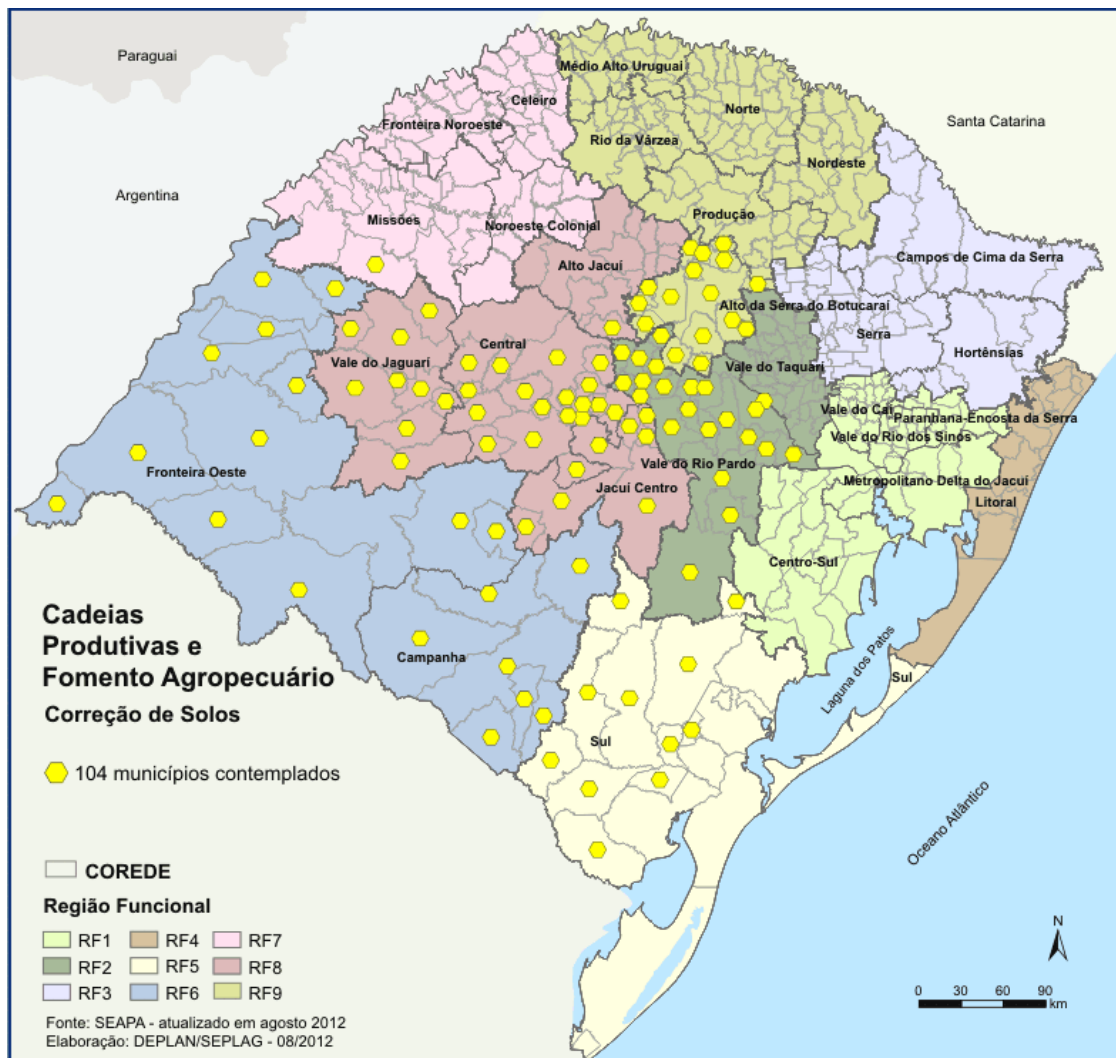 Paraguai
Médio Alto Uruguai
Celeiro
Norte
Santa Catarina
Fronteira Noroeste
Rio da Várzea
Nordeste
Argentina
Missões
Produção
Noroeste Colonial
Alto Jacuí
Campos de Cima da Serra
Alto da Serra do Botucaraí
Serra
Central
Hortênsias
Vale do Jaguari
Vale do Taquari
Vale do Caí
Paranhana-Encosta da Serra
Vale do Rio dos Sinos
Fronteira Oeste
Vale do Rio Pardo
Metropolitano Delta do Jacuí
Jacuí Centro
Litoral
Centro-Sul
Cadeias
Produtivas e
Fomento Agropecuário
Correção de Solos
104 municípios contemplados
Campanha
Laguna dos Patos
Sul
Sul
Oceano Atlântico
COREDE
Região Funcional
RF1 RF4 RF7
RF2 RF5 RF8
RF3 RF6 RF9
Fonte: SEAPA - atualizado em agosto 2012
Elaboração: DEPLAN/SEPLAG - 08/2012
N
0 30 60 90
km